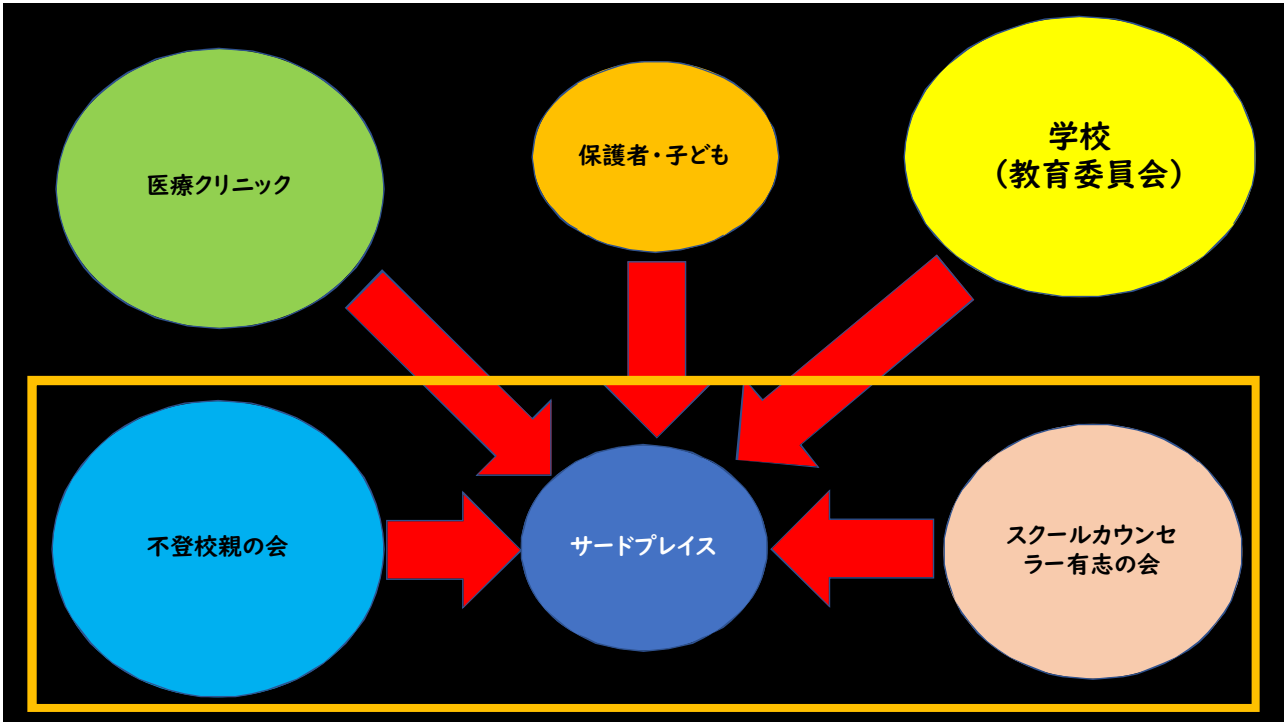 医療クリニック
保護者・子ども
学校
（教育委員会）
不登校親の会
サードプレイス
スクールカウンセ
ラー有志の会